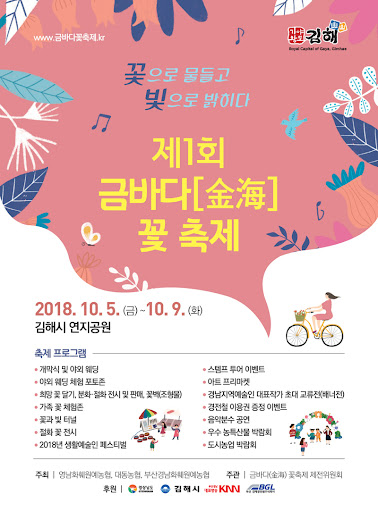 www.금바다꽃축제.kr
김해
Royal Capital of Gaya, Gimhae
꽃으로 물들고
빛으로 밝히다
제1회
금바다[金海]
꽃 축제
2018. 10. 5. (금) ~ 10. 9. (화)
김해시 연지공원
축제 프로그램
• 개막식 및 야외 웨딩
• 야외 웨딩 체험 포토존
• 희망 꽃 달기, 분화·절화 전시 및 판매, 꽃벽(조형물)
• 가족 꽃 체험존
• 꽃과 빛 터널
• 절화 꽃 전시
• 2018년 생활예술인 페스티벌
• 스탬프 투어 이벤트
• 아트 프리마켓
• 경남지역예술인 대표작가 초대 교류전(배너전)
• 경전철 이용권 증정 이벤트
• 음악분수 공연
• 우수 농특산물 박람회
• 도시농업 박람회
주최 | 영남화훼원예농협, 대동농협, 부산경남화훼원예농협 주관 | 금바다(金海) 꽃축제 제전위원회
후원 | 김해시 KNN BGL